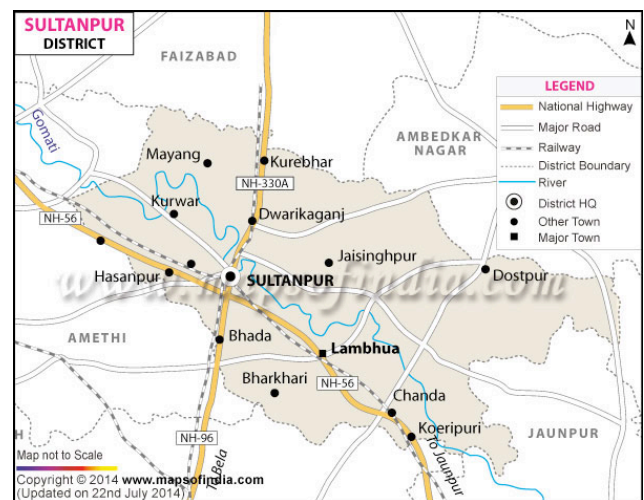 SULTANPUR
DISTRICT
FAIZABAD
N
LEGEND
National Highway
Major Road
Railway
District Boundary
River
District HQ
Other Town
Major Town
Gomati
AMBEDKAR
NAGAR
Mayang
Kurebhar
NH-330A
Kurwar
Dwarikaganj
NH-56
Jaisinghpur
Hasanpur
SULTANPUR
Dostpur
www.mapsofindia.com
AMETHI
Bhada
Lambhua
Bharkhari
NH-56
Chanda
Koeripuri
JAUNPUR
NH-96
To Bela
To Jaunpur
H
Map not to Scale
Copyright © 2014 www.mapsofindia.com
(Updated on 22nd July 2014)